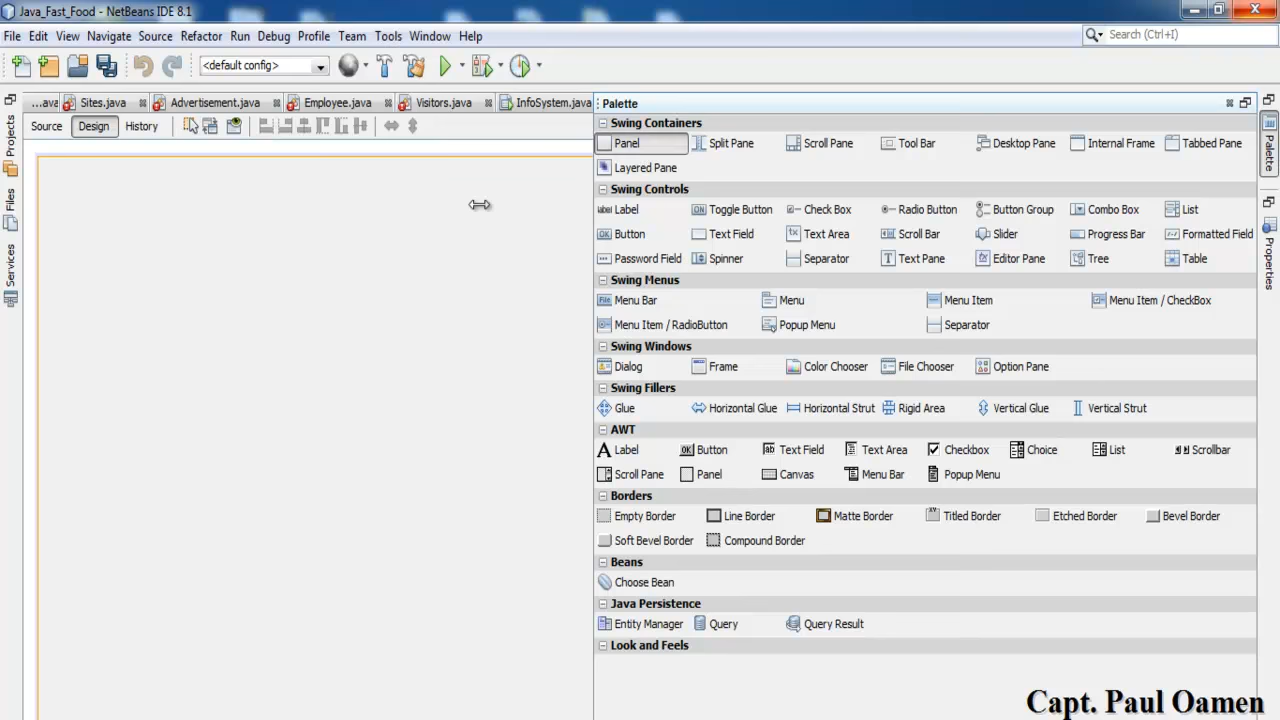 Java_Fast_Food - NetBeans IDE 8.1
File Edit View Navigate Source Refactor Run Debug Profile Team Tools Window Help
Search (Ctrl+I)
<default config>
...ava Sites.java Advertisement.java Employee.java Visitors.java InfoSystem.java
Source Design History
Projects
Files
Services
Palette
Swing Containers
Panel Split Pane Scroll Pane Tool Bar Desktop Pane Internal Frame Tabbed Pane
Layered Pane
Swing Controls
Label Toggle Button Check Box Radio Button Button Group Combo Box List
Button Text Field Text Area Scroll Bar Slider Progress Bar Formatted Field
Password Field Spinner Separator Text Pane Editor Pane Tree Table
Swing Menus
Menu Bar Menu Menu Item Menu Item / CheckBox
Menu Item / RadioButton Popup Menu Separator
Swing Windows
Dialog Frame Color Chooser File Chooser Option Pane
Swing Fillers
Glue Horizontal Glue Horizontal Strut Rigid Area Vertical Glue Vertical Strut
AWT
Label Button Text Field Text Area Checkbox Choice List Scrollbar
Scroll Pane Panel Canvas Menu Bar Popup Menu
Borders
Empty Border Line Border Matte Border Titled Border Etched Border Bevel Border
Soft Bevel Border Compound Border
Beans
Choose Bean
Java Persistence
Entity Manager Query Query Result
Look and Feels
Palette
Properties
Capt. Paul Oamen